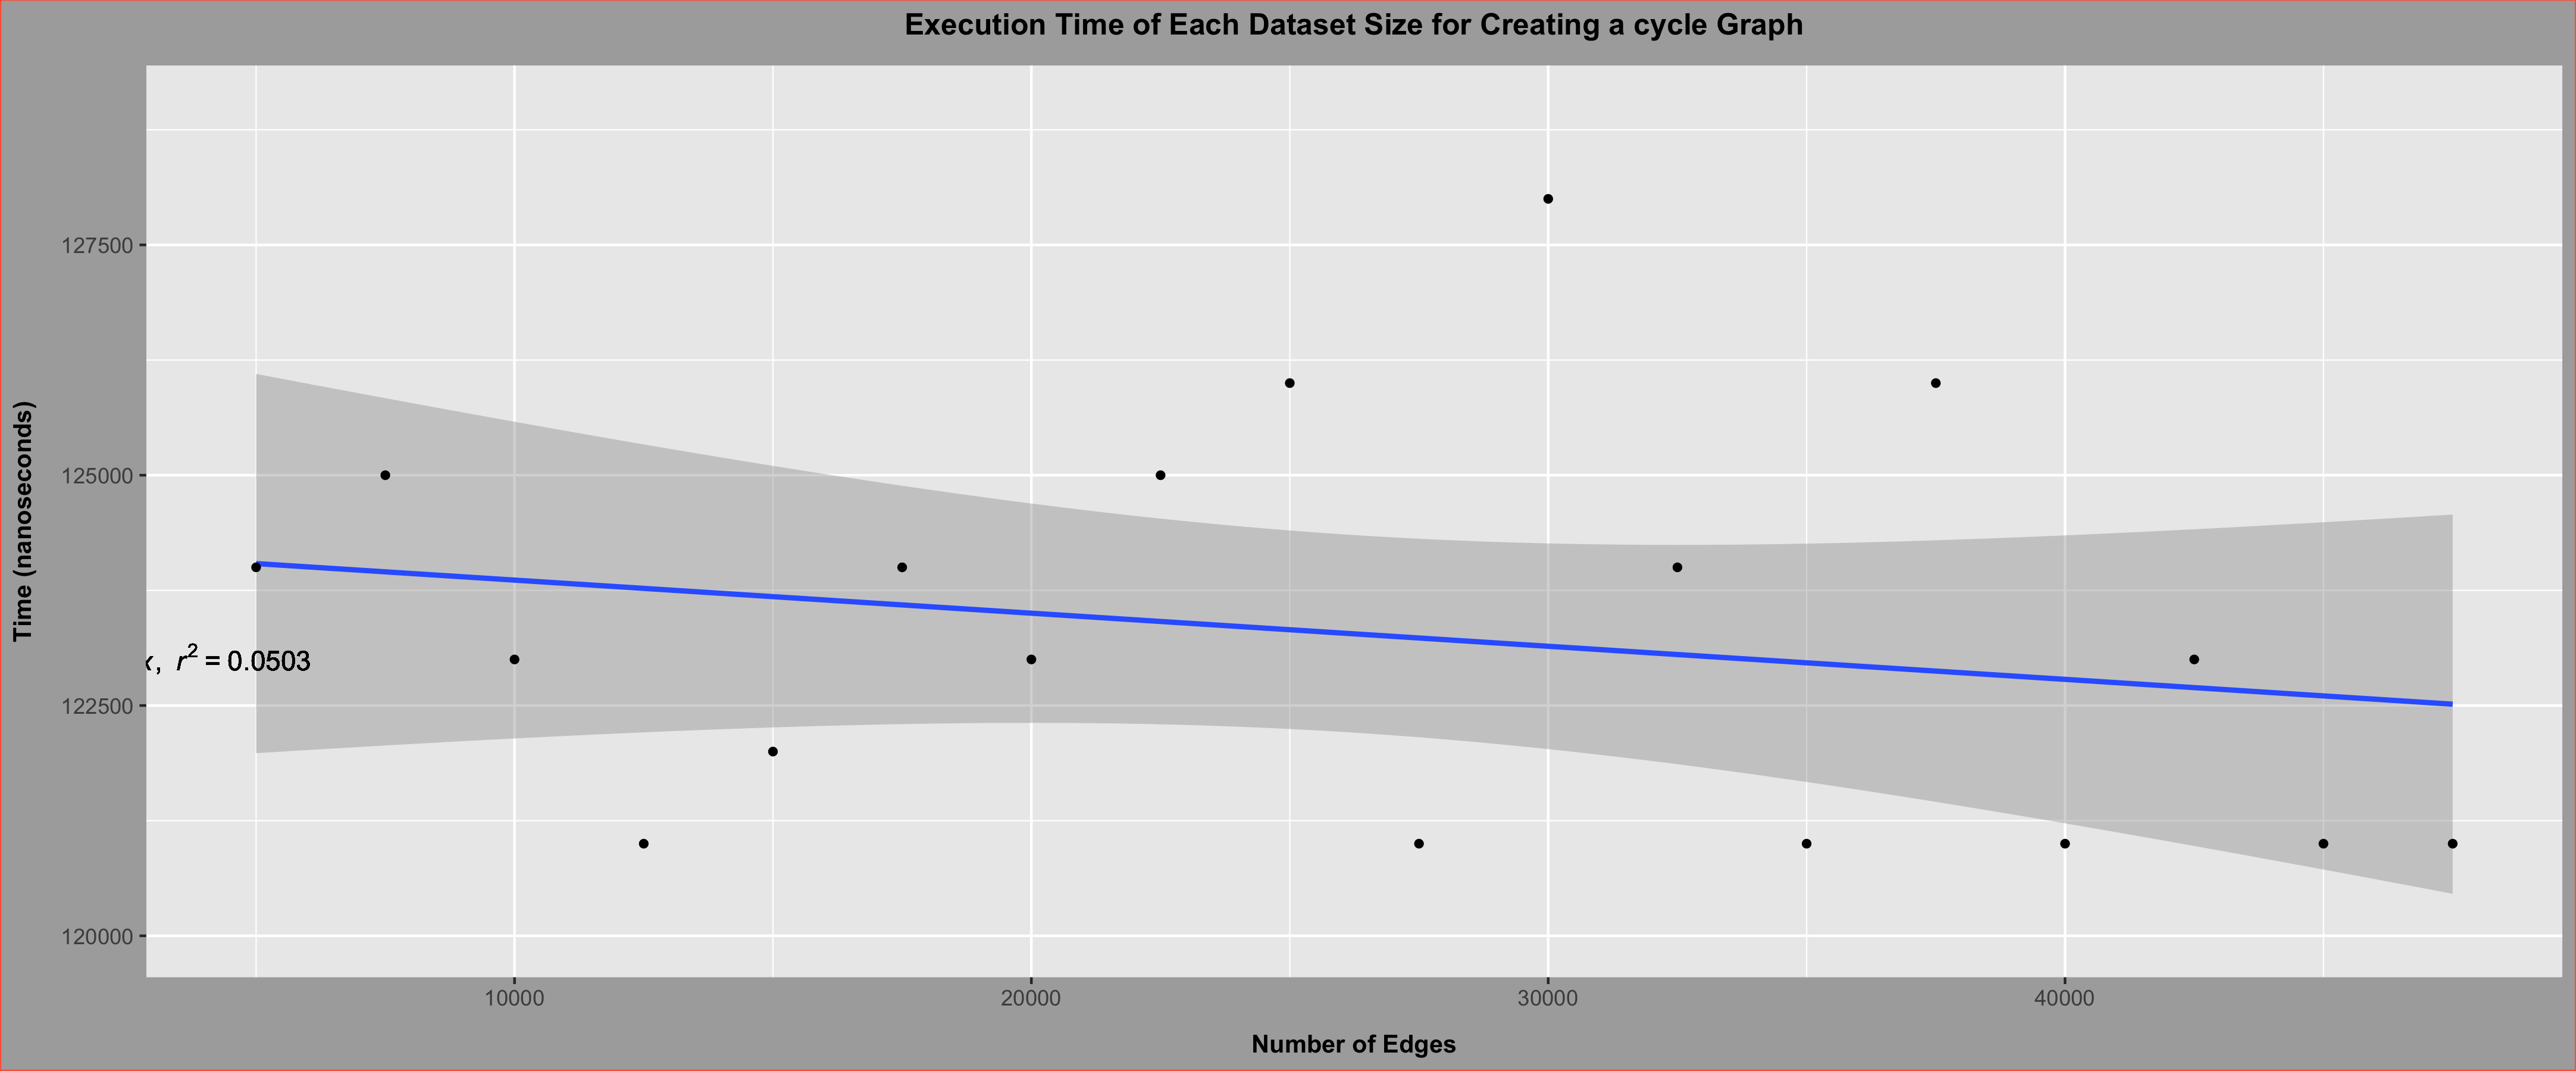 Execution Time of Each Dataset Size for Creating a cycle Graph
Time (nanoseconds)
127500
125000
122500
120000
x, r² = 0.0503
10000 20000 30000 40000
Number of Edges